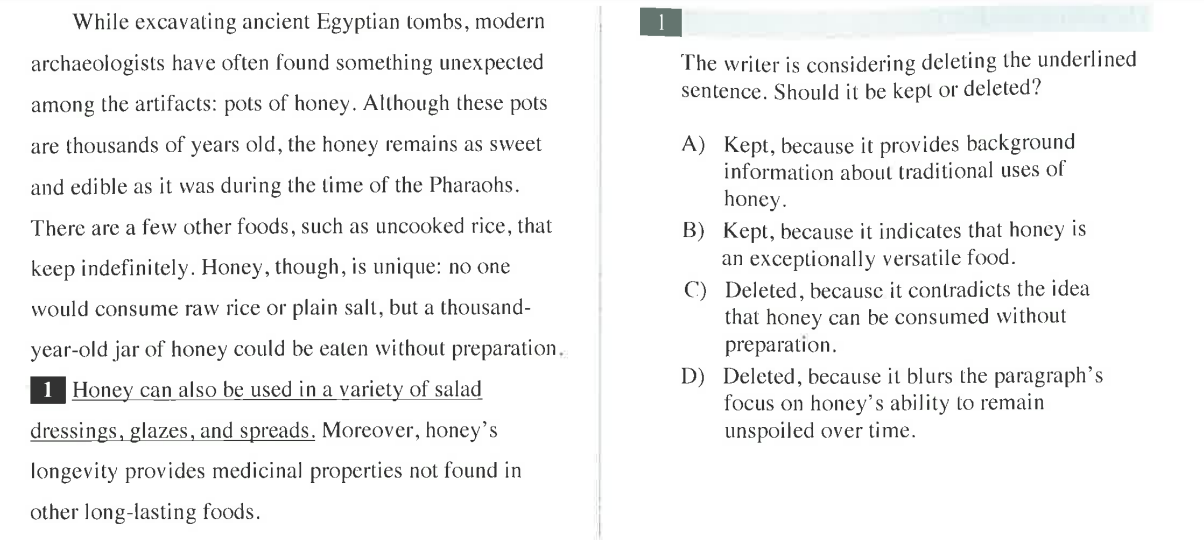 While excavating ancient Egyptian tombs, modern
archaeologists have often found something unexpected
among the artifacts: pots of honey. Although these pots
are thousands of years old, the honey remains as sweet
and edible as it was during the time of the Pharaohs.
There are a few other foods, such as uncooked rice, that
keep indefinitely. Honey, though, is unique: no one
would consume raw rice or plain salt, but a thousand-
year-old jar of honey could be eaten without preparation.
1 Honey can also be used in a variety of salad
dressings, glazes, and spreads. Moreover, honey's
longevity provides medicinal properties not found in
other long-lasting foods.
1
The writer is considering deleting the underlined
sentence. Should it be kept or deleted?
A) Kept, because it provides background
information about traditional uses of
honey.
B) Kept, because it indicates that honey is
an exceptionally versatile food.
C) Deleted, because it contradicts the idea
that honey can be consumed without
preparation.
D) Deleted, because it blurs the paragraph's
focus on honey's ability to remain
unspoiled over time.